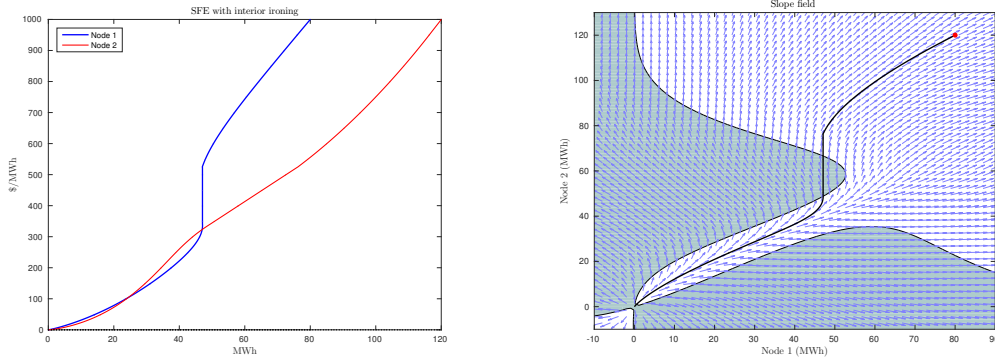 SFE with interior ironing
Node 1
Node 2
$/MWh
1000
900
800
700
600
500
400
300
200
100
0
0 20 40 60 80 100 120
MWh
Slope field
Node 2 (MWh)
120
100
80
60
40
20
0
-10 0 10 20 30 40 50 60 70 80 90
Node 1 (MWh)